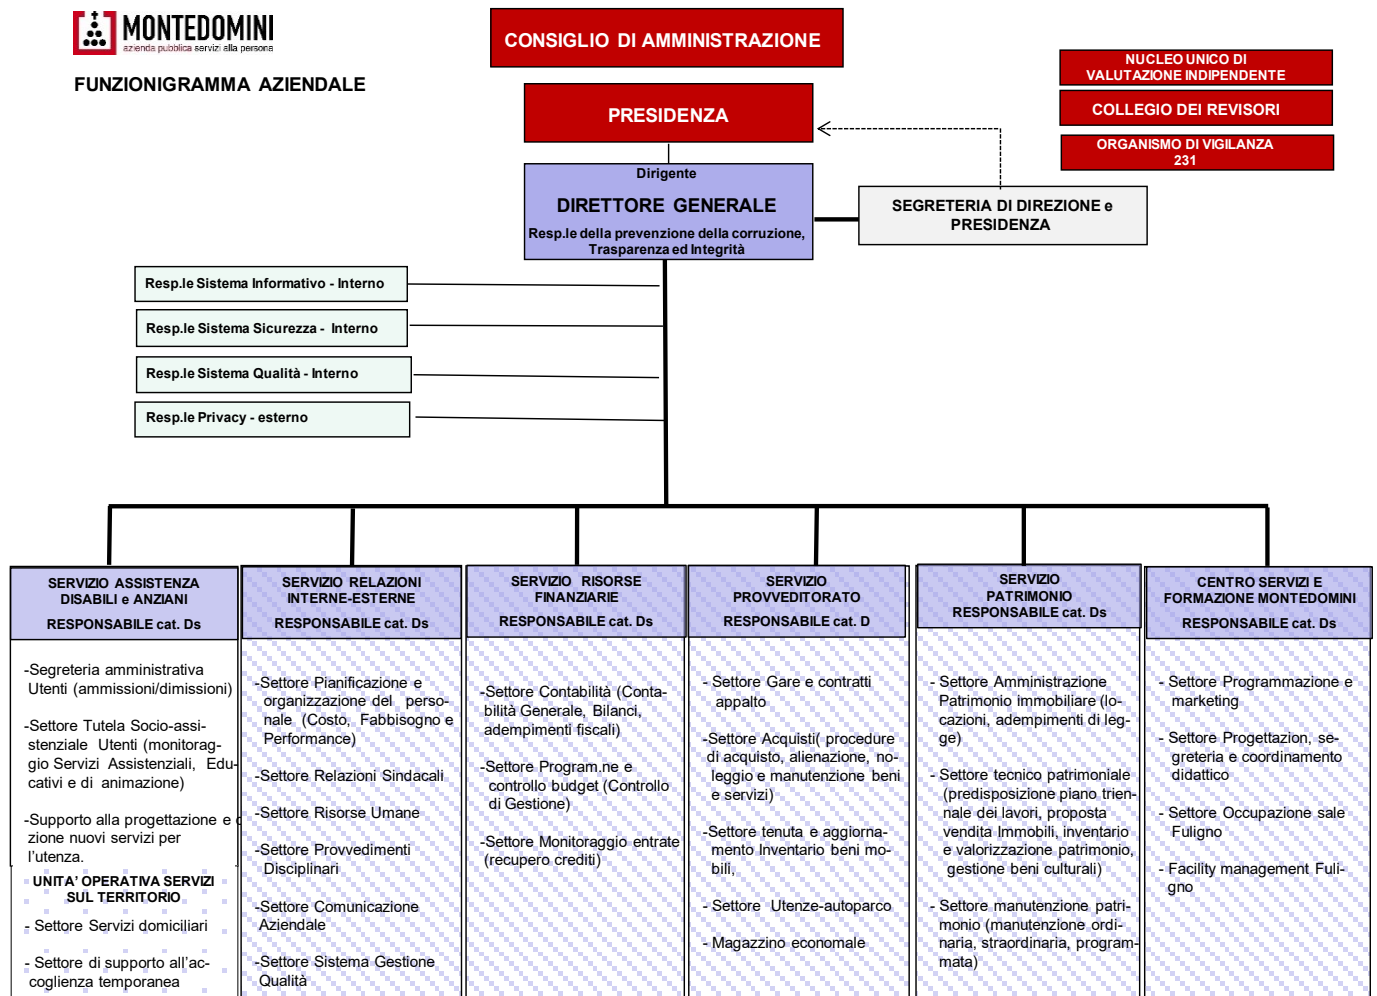 MONTEDOMINI
azienda pubblica servizi alla persona
FUNZIONIGRAMMA AZIENDALE
CONSIGLIO DI AMMINISTRAZIONE
PRESIDENZA
NUCLEO UNICO DI
VALUTAZIONE INDIPENDENTE
COLLEGIO DEI REVISORI
ORGANISMO DI VIGILANZA
231
Dirigente
DIRETTORE GENERALE
Resp.le della prevenzione della corruzione,
Trasparenza ed Integrità
SEGRETERIA DI DIREZIONE e
PRESIDENZA
Resp.le Sistema Informativo - Interno
Resp.le Sistema Sicurezza - Interno
Resp.le Sistema Qualità - Interno
Resp.le Privacy - esterno
SERVIZIO ASSISTENZA
DISABILI e ANZIANI
RESPONSABILE cat. Ds
-Segreteria amministrativa
Utenti (ammissioni/dimissioni)
-Settore Tutela Socio-assi-
stenziale Utenti (monitorag-
gio Servizi Assistenziali, Edu-
cativi e di animazione)
-Supporto alla progettazione e
zione nuovi servizi per
l'utenza.
UNITA' OPERATIVA SERVIZI
SUL TERRITORIO
- Settore Servizi domiciliari
- Settore di supporto all'ac-
coglienza temporanea
SERVIZIO RELAZIONI
INTERNE-ESTERNE
RESPONSABILE cat. Ds
-Settore Pianificazione e
organizzazione del perso-
nale (Costo, Fabbisogno e
Performance)
-Settore Relazioni Sindacali
-Settore Risorse Umane
-Settore Provvedimenti
Disciplinari
-Settore Comunicazione
Aziendale
-Settore Sistema Gestione
Qualità
SERVIZIO RISORSE
FINANZIARIE
RESPONSABILE cat. Ds
-Settore Contabilità (Conta-
bilità Generale, Bilanci,
adempimenti fiscali)
-Settore Program.ne e
controllo budget (Controllo
di Gestione)
-Settore Monitoraggio entrate
(recupero crediti)
SERVIZIO
PROVVEDITORATO
RESPONSABILE cat. D
- Settore Gare e contratti
appalto
-Settore Acquisti( procedure
di acquisto, alienazione, no-
leggio e manutenzione beni
e servizi)
-Settore tenuta e aggiorna-
mento Inventario beni mo-
bili,
- Settore Utenze-autoparco
- Magazzino economale
SERVIZIO
PATRIMONIO
RESPONSABILE cat. Ds
- Settore Amministrazione
Patrimonio immobiliare (lo-
cazioni, adempimenti di leg-
ge)
- Settore tecnico patrimoniale
(predisposizione piano trien-
nale dei lavori, proposta
vendita Immobili, inventario
e valorizzazione patrimonio,
gestione beni culturali)
- Settore manutenzione patri-
monio (manutenzione ordi-
naria, straordinaria, program-
mata)
CENTRO SERVIZI E
FORMAZIONE MONTEDOMINI
RESPONSABILE cat. Ds
- Settore Programmazione e
marketing
- Settore Progettazion, se-
greteria e coordinamento
didattico
- Settore Occupazione sale
Fuligno
- Facility management Fuli-
gno